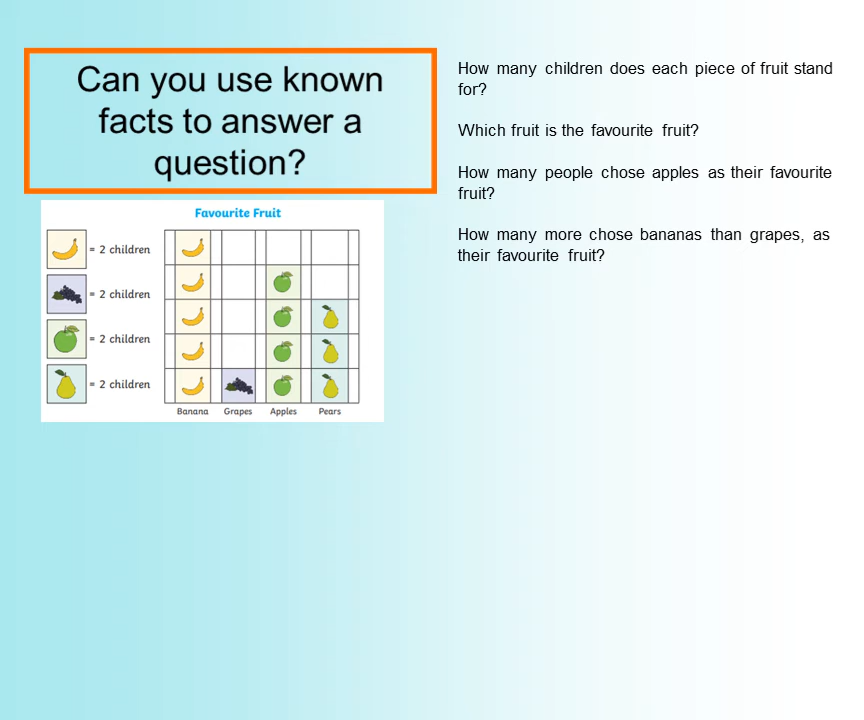 Can you use known
facts to answer a
question?
How many children does each piece of fruit stand
for?
Which fruit is the favourite fruit?
How many people chose apples as their favourite
fruit?
How many more chose bananas than grapes, as
their favourite fruit?
Favourite Fruit
= 2 children
= 2 children
= 2 children
= 2 children
Banana Grapes Apples Pears